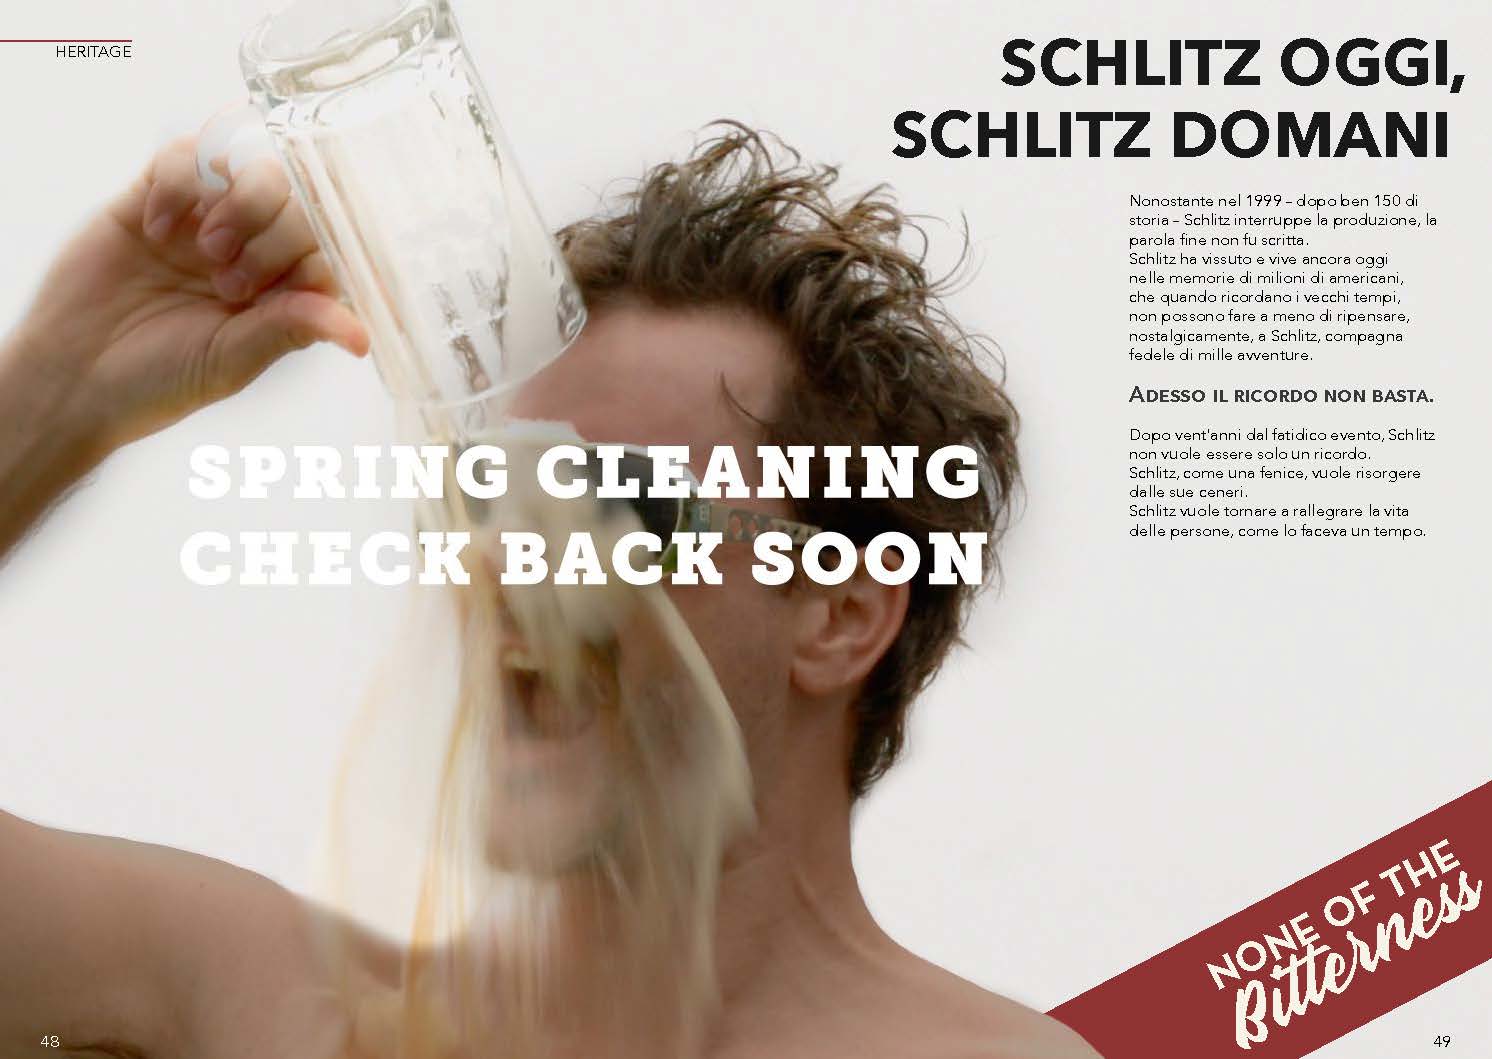 HERITAGE
SCHLITZ OGGI,
SCHLITZ DOMANI
Nonostante nel 1999 – dopo ben 150 di
storia – Schlitz interruppe la produzione, la
parola fine non fu scritta.
Schlitz ha vissuto e vive ancora oggi
nelle memorie di milioni di americani,
che quando ricordano i vecchi tempi,
non possono fare a meno di ripensare,
nostalgicamente, a Schlitz, compagna
fedele di mille avventure.
ADESSO IL RICORDO NON BASTA.
Dopo vent'anni dal fatidico evento, Schlitz
non vuole essere solo un ricordo.
Schlitz, come una fenice, vuole risorgere
dalle sue ceneri.
Schlitz vuole tornare a rallegrare la vita
delle persone, come lo faceva un tempo.
SPRING CLEANING
CHECK BACK SOON
NONE OF THE
Bitterness
48
49